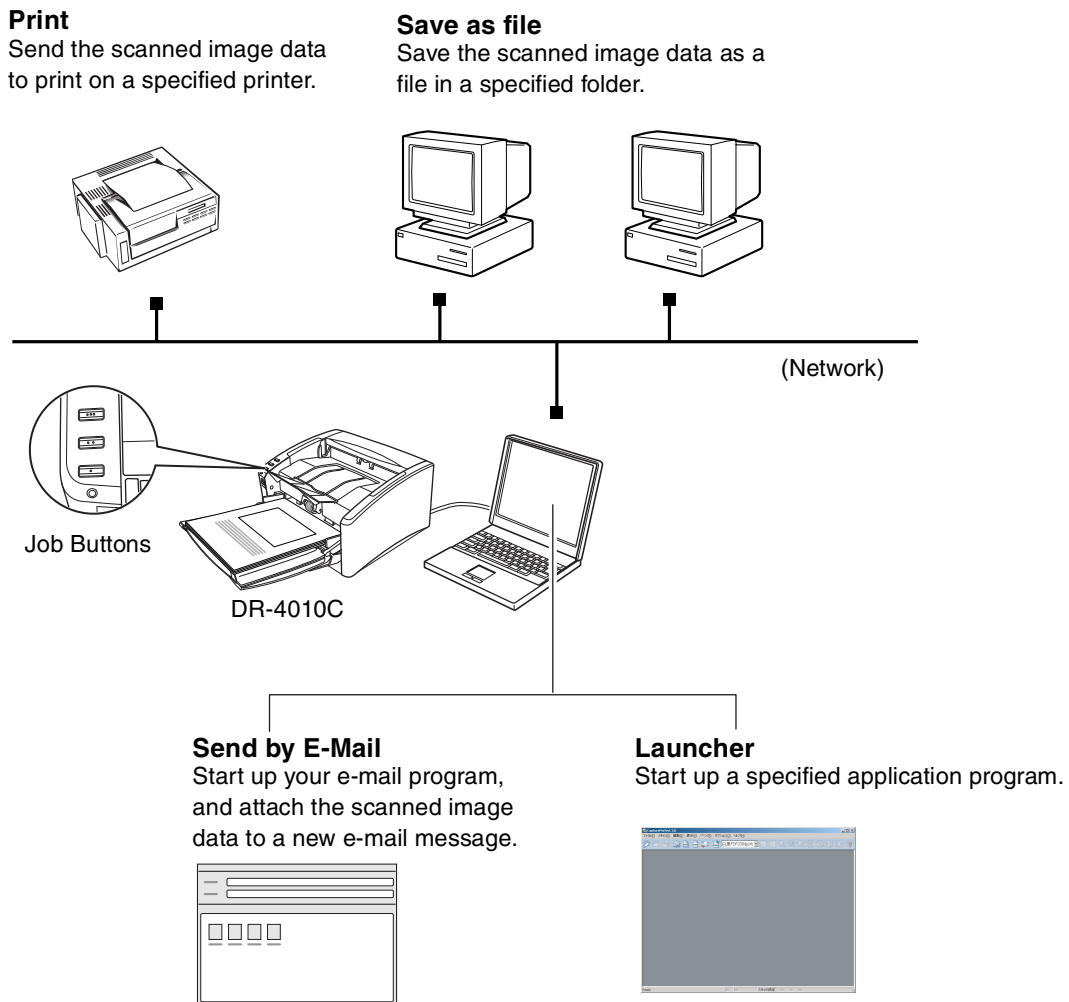 Print
Send the scanned image data
to print on a specified printer.
Save as file
Save the scanned image data as a
file in a specified folder.
(Network)
Job Buttons
DR-4010C
Send by E-Mail
Start up your e-mail program,
and attach the scanned image
data to a new e-mail message.
Launcher
Start up a specified application program.